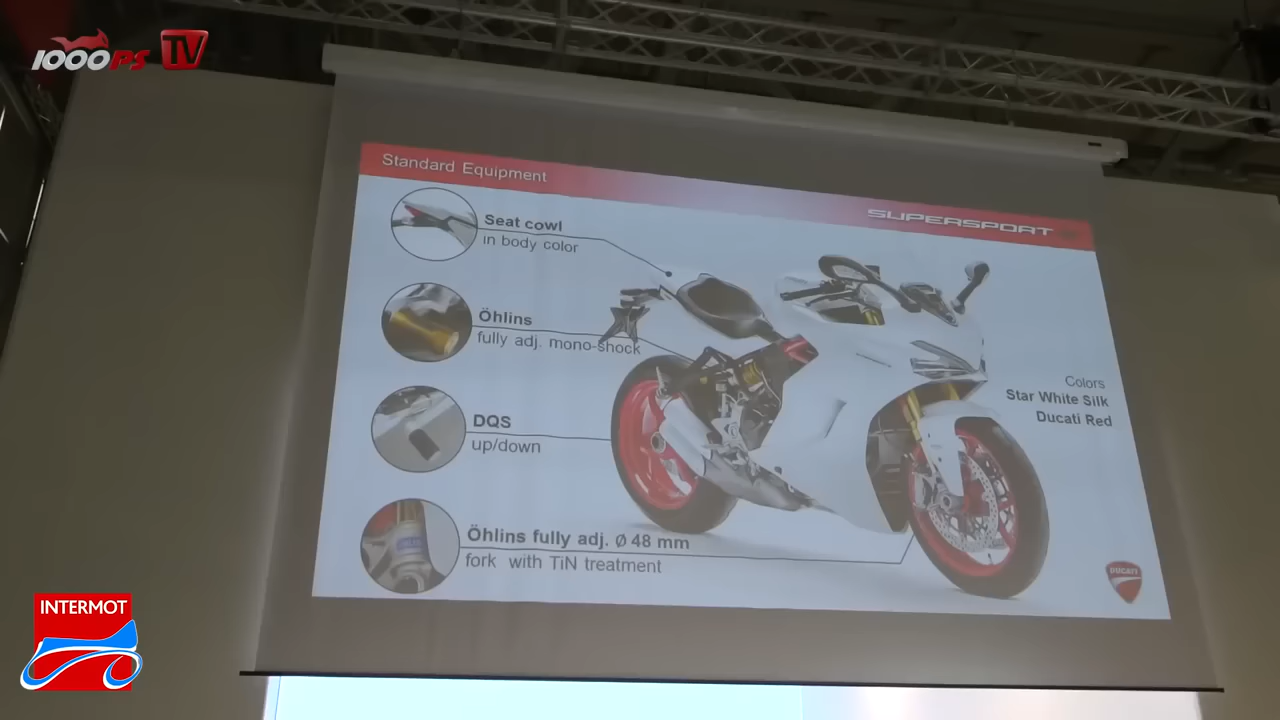 1000PS TV
Standard Equipment
SUPERSPORT
Seat cowl
in body color
Öhlins
fully adj. mono-shock
DQS
up/down
Öhlins fully adj. Ø 48 mm
fork with TiN treatment
Colors
Star White Silk
Ducati Red
DUCATI
INTERMOT